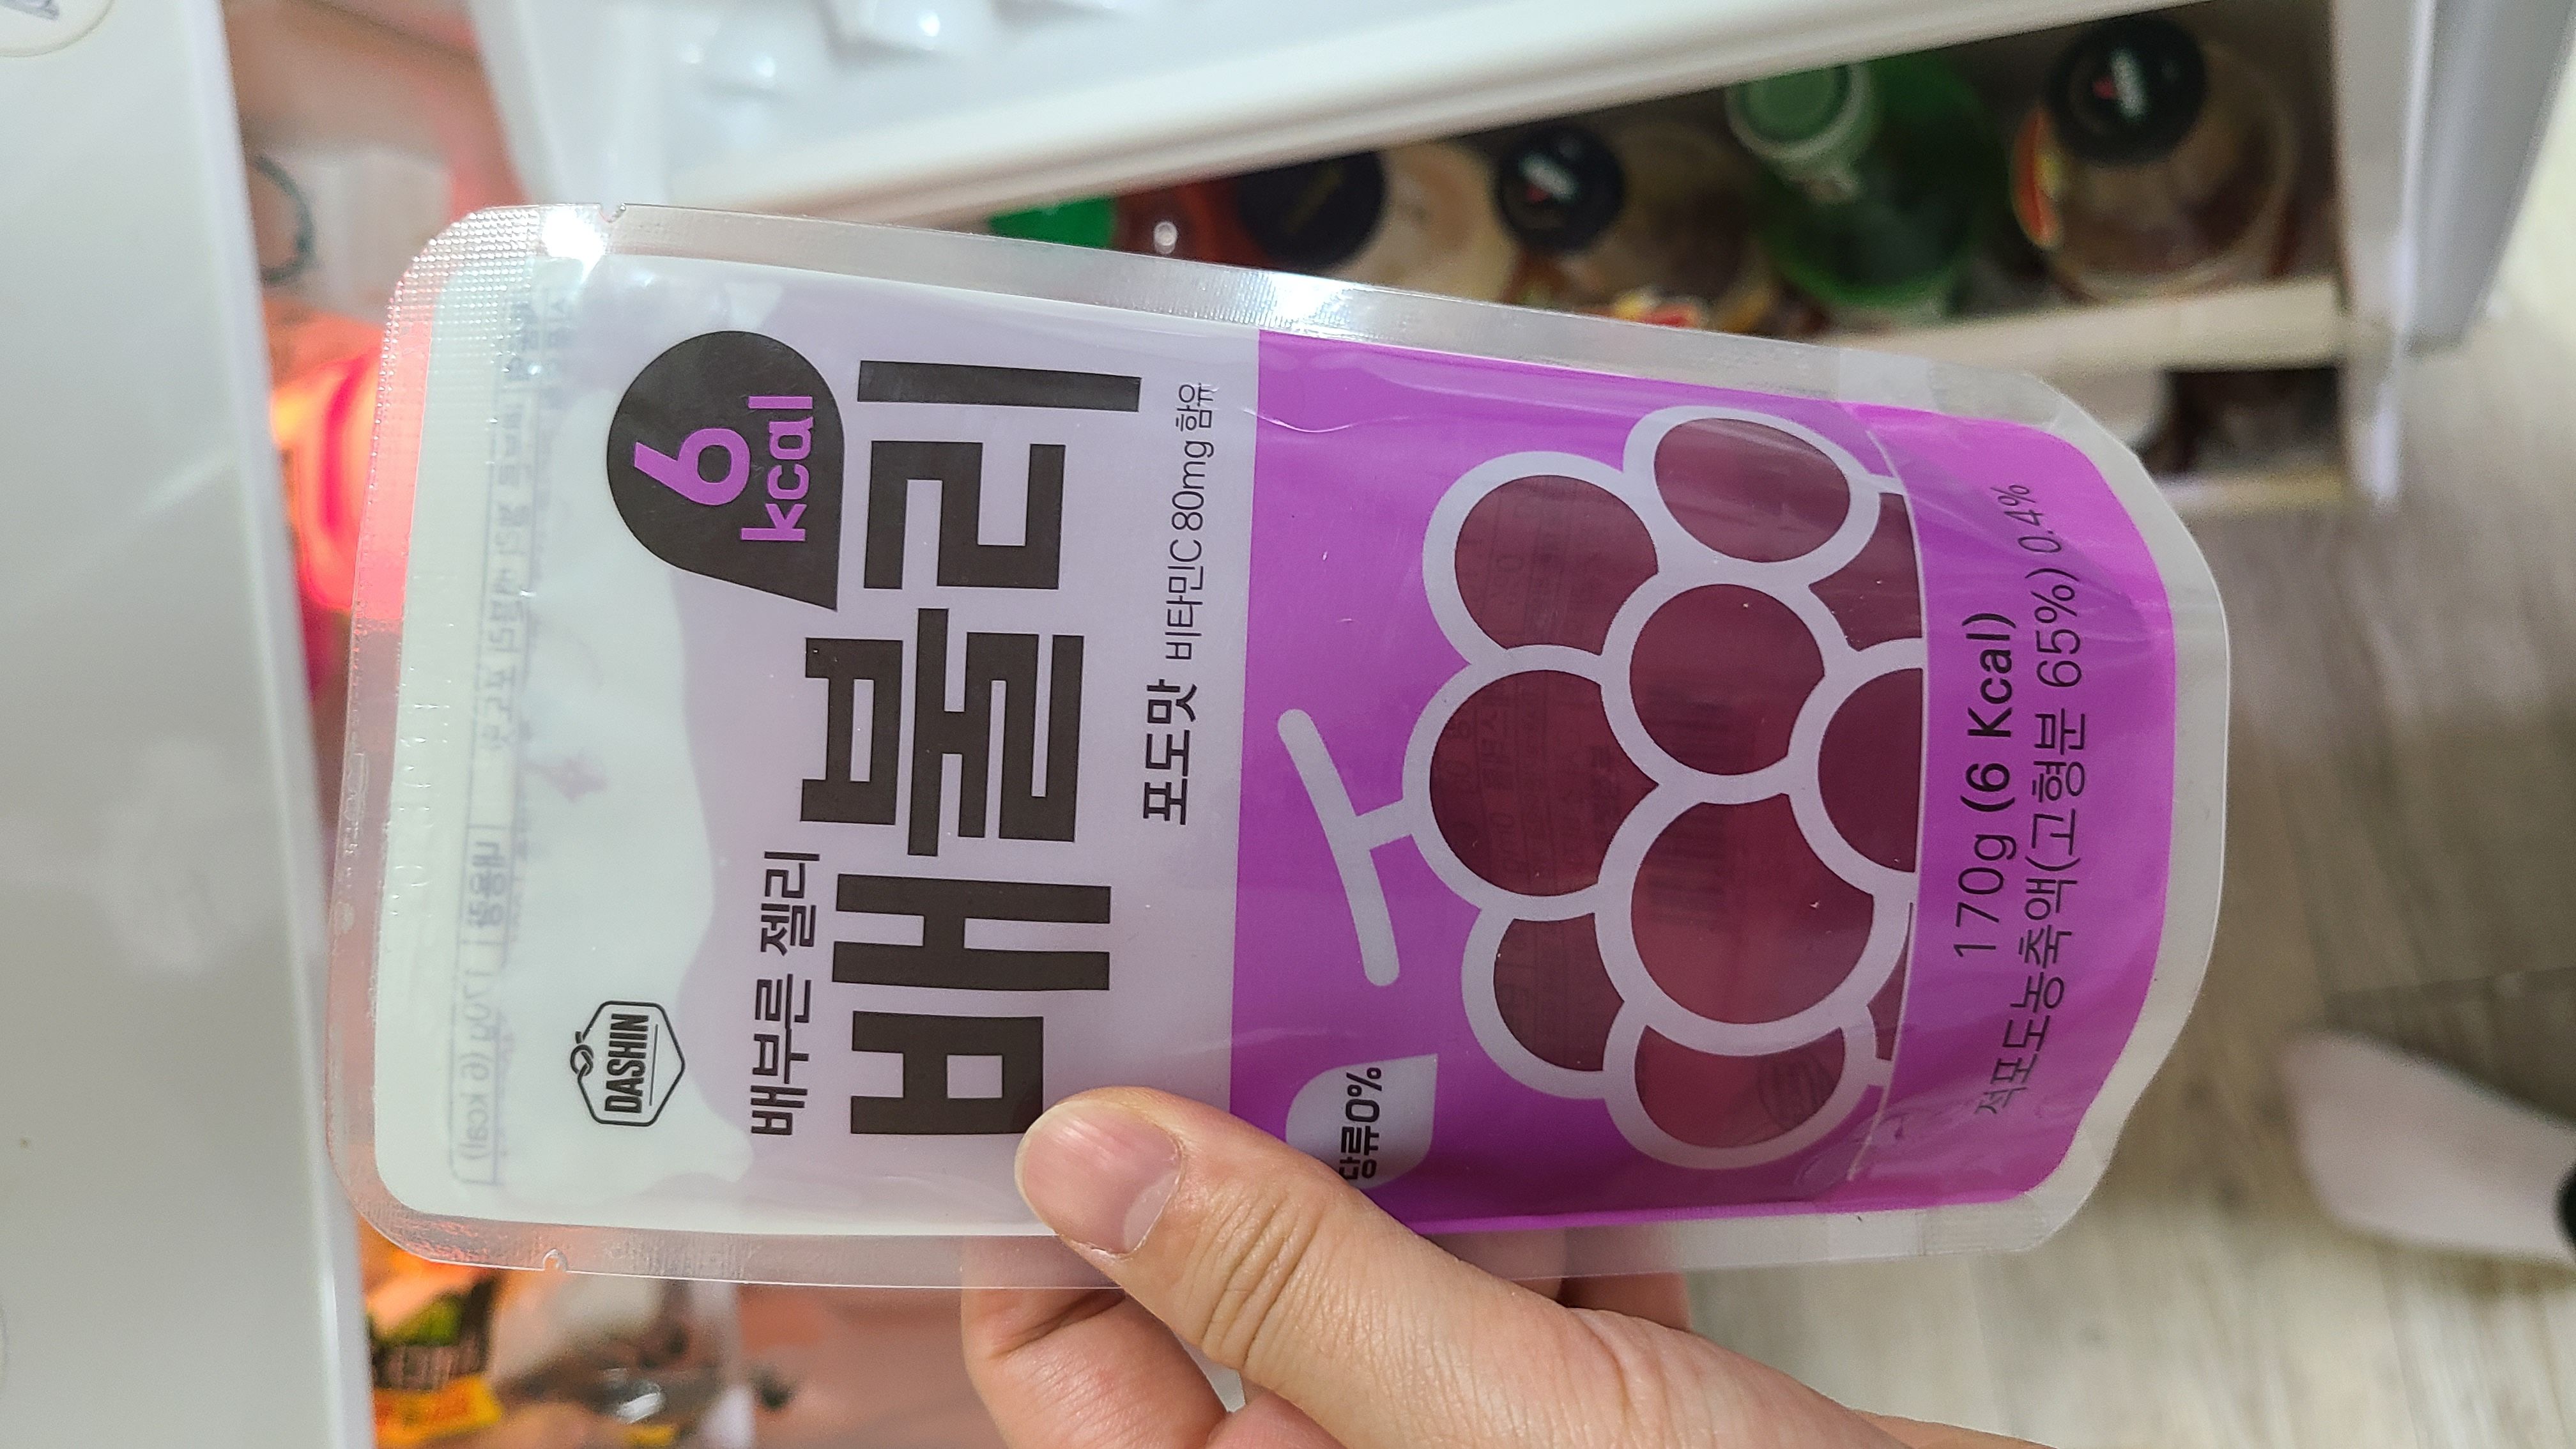 DASHIN
6
kcal
배부른 젤리
배불리
포도맛 비타민C 80mg 함유
당류0%
170g (6 Kcal)
적포도농축액(고형분 65%) 0.4%